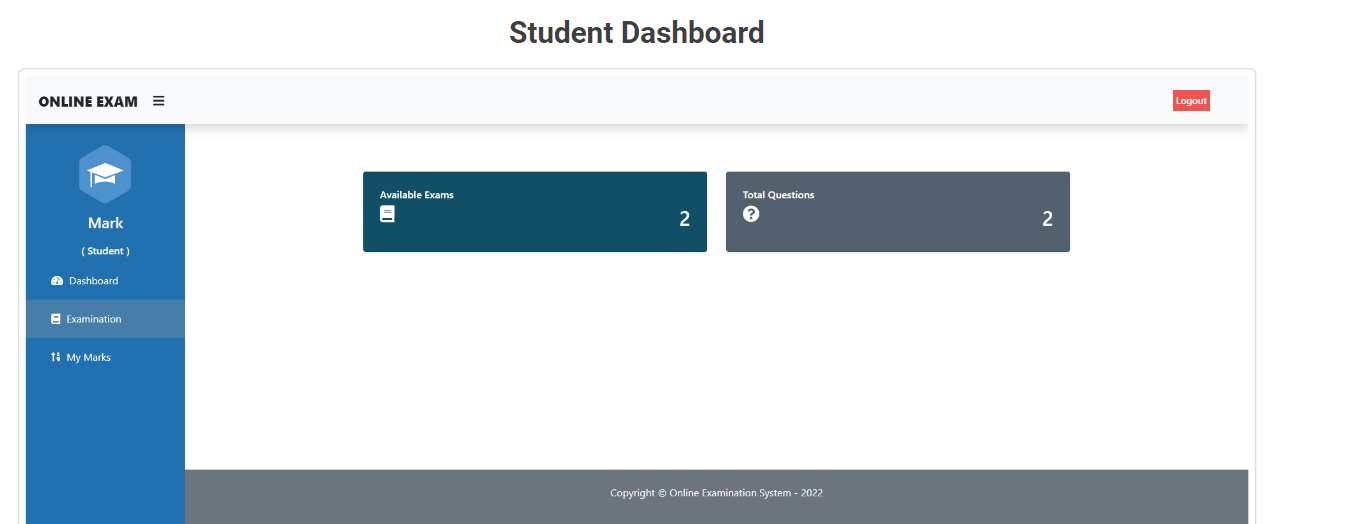 Student Dashboard
ONLINE EXAM
Logout
Mark
( Student )
Dashboard
Examination
My Marks
Available Exams
2
Total Questions
2
Copyright © Online Examination System - 2022